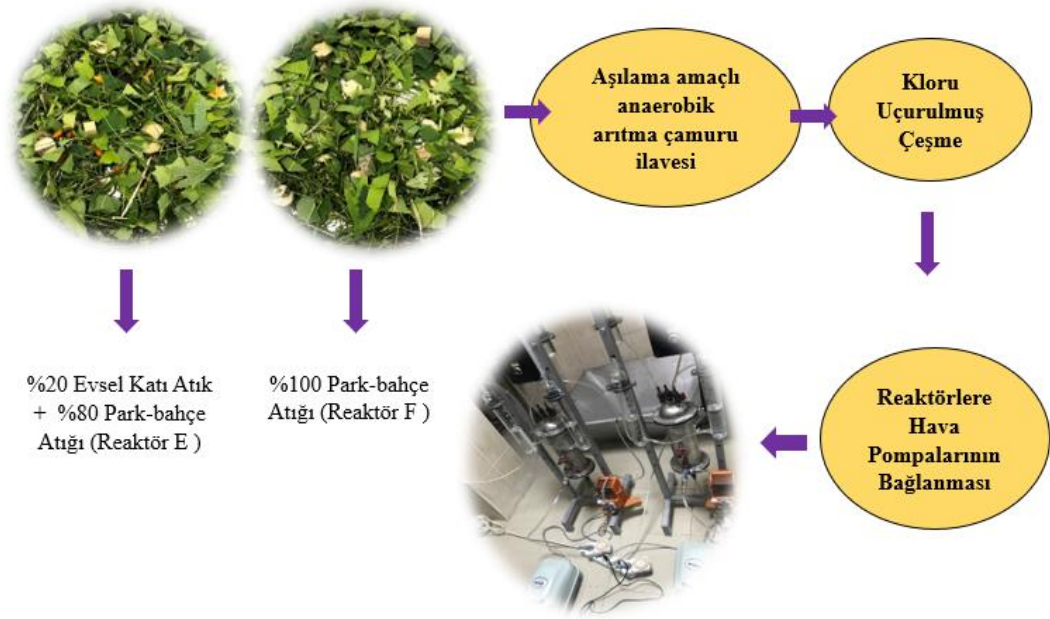 Aşılama amaçlı
anaerobik
arıtma çamuru
ilavesi
Kloru
Uçurulmuş
Çeşme
%20 Evsel Katı Atık
+ %80 Park-bahçe
Atığı (Reaktör E )
%100 Park-bahçe
Atığı (Reaktör F )
Reaktörlere
Hava
Pompalarının
Bağlanması